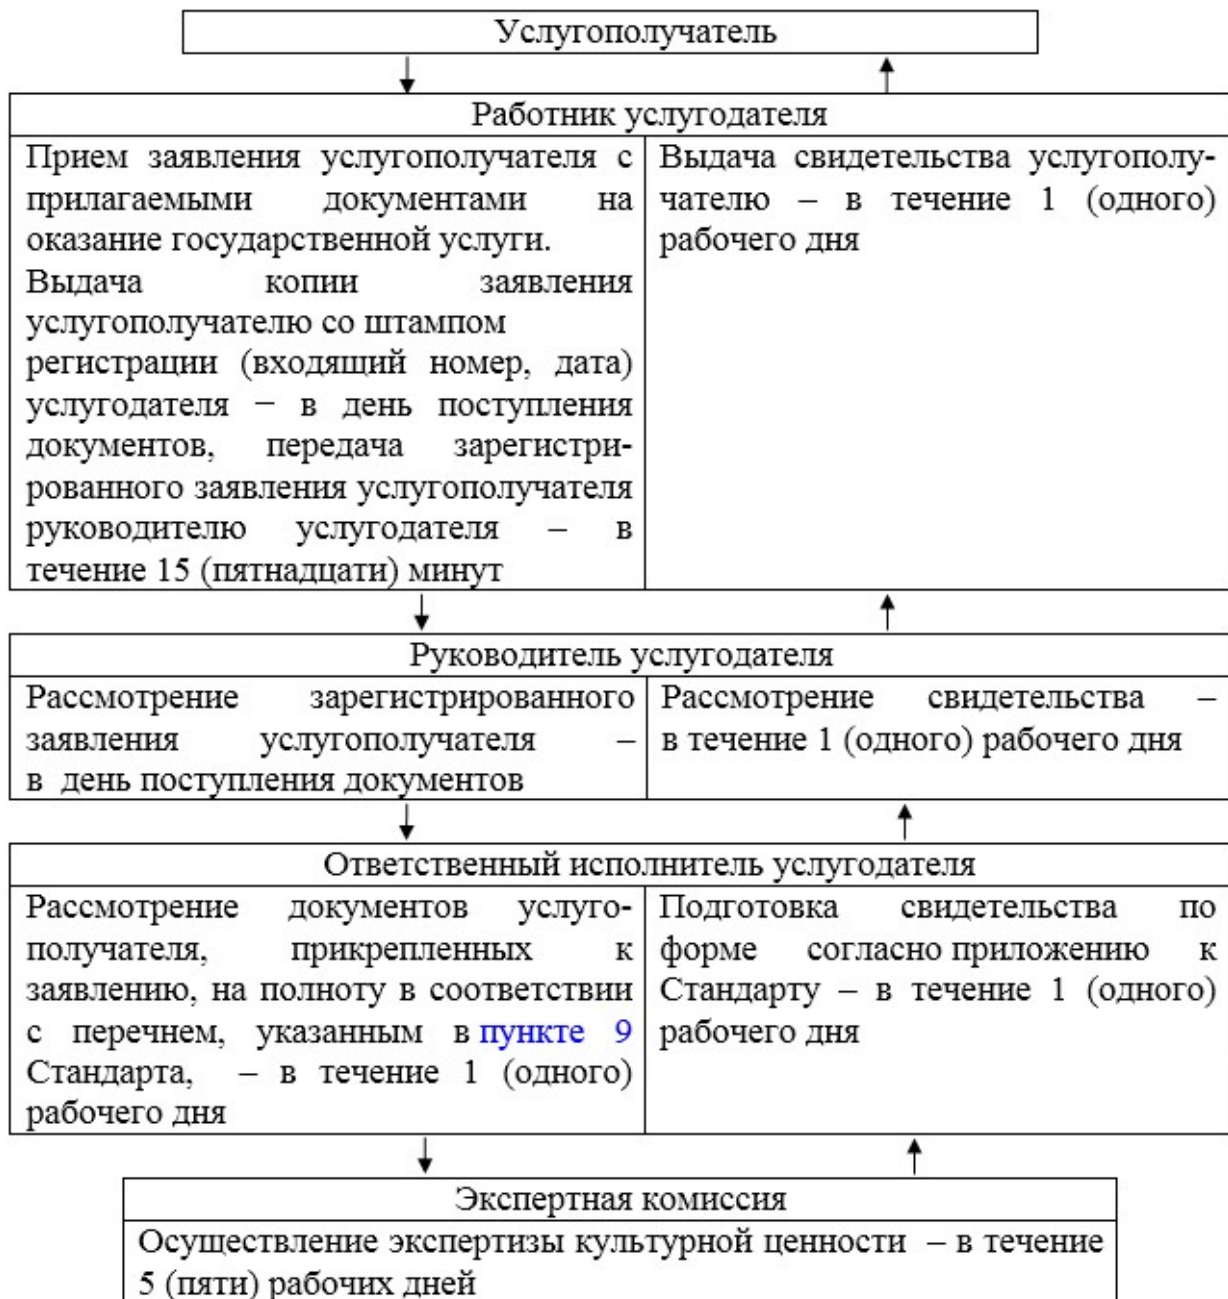 Услугополучатель
Работник услугодателя
Прием заявления услугополучателя с
прилагаемыми документами на
оказание государственной услуги.
Выдача копии заявления
услугополучателю со штампом
регистрации (входящий номер, дата)
услугодателя – в день поступления
документов, передача зарегистри-
рованного заявления услугополучателя
руководителю услугодателя – в
течение 15 (пятнадцати) минут
Выдача свидетельства услугополу-
чателю – в течение 1 (одного)
рабочего дня
Руководитель услугодателя
Рассмотрение зарегистрированного
заявления услугополучателя –
в день поступления документов
Рассмотрение свидетельства –
в течение 1 (одного) рабочего дня
Ответственный исполнитель услугодателя
Рассмотрение документов услуго-
получателя, прикрепленных к
заявлению, на полноту в соответствии
с перечнем, указанным в пункте 9
Стандарта, – в течение 1 (одного)
рабочего дня
Подготовка свидетельства по
форме согласно приложению к
Стандарту – в течение 1 (одного)
рабочего дня
Экспертная комиссия
Осуществление экспертизы культурной ценности – в течение
5 (пяти) рабочих дней